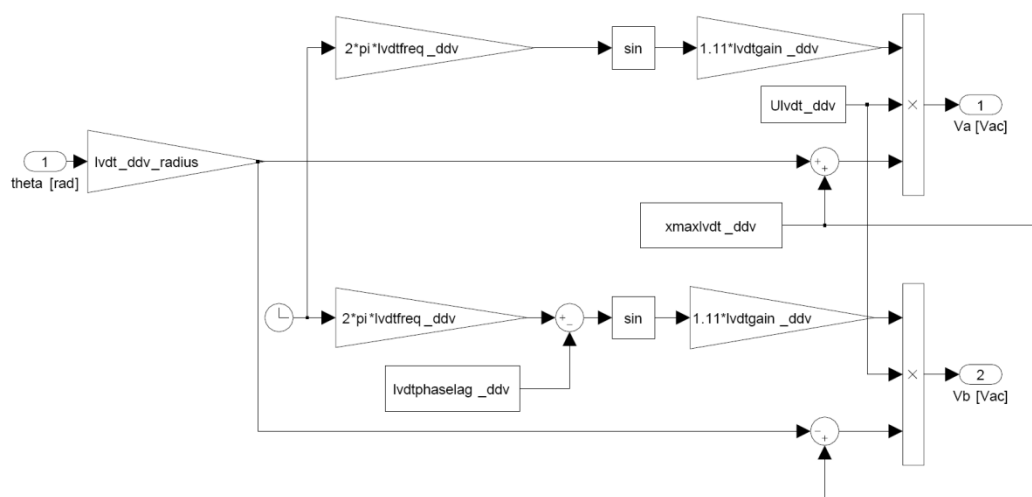 2*pi*lvdtfreq _ddv
sin
1.11*lvdtgain _ddv
Ulvdt_ddv
×
1
Va [Vac]
1
theta [rad]
lvdt_ddv_radius
+
+
xmaxlvdt _ddv
2*pi*lvdtfreq _ddv
+
−
sin
1.11*lvdtgain _ddv
lvdtphaselag _ddv
×
2
Vb [Vac]
−
+